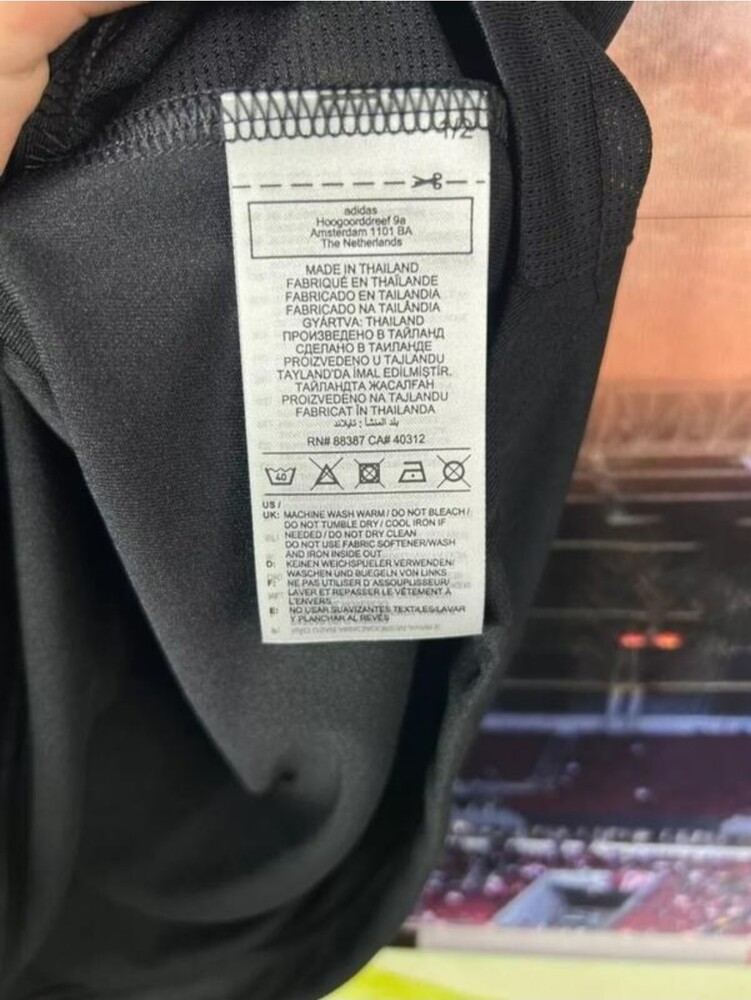 1/2
adidas
Hoogoorddreef 9a
Amsterdam 1101 BA
The Netherlands
MADE IN THAILAND
FABRIQUÉ EN THAÏLANDE
FABRICADO EN TAILANDIA
FABRICADO NA TAILÂNDIA
GYÁRTVA: THAILAND
ПРОИЗВЕДЕНО В ТАЙЛАНД
СДЕЛАНО В ТАИЛАНДЕ
PROIZVEDENO U TAJLANDU
TAYLAND'DA İMAL EDİLMİŞTİR.
ТАЙЛАНДТА ЖАСАЛҒАН
PROIZVEDENO NA TAJLANDU
FABRICAT ÎN THAILANDA
بلد المنشأ : تايلاند
RN# 88387 CA# 40312
40
US /
UK: MACHINE WASH WARM / DO NOT BLEACH /
DO NOT TUMBLE DRY / COOL IRON IF
NEEDED / DO NOT DRY CLEAN
DO NOT USE FABRIC SOFTENER/WASH
AND IRON INSIDE OUT
D: KEINEN WEICHSPUELER VERWENDEN/
WASCHEN UND BUEGELN VON LINKS
F: NE PAS UTILISER D'ASSOUPLISSEUR/
LAVER ET REPASSER LE VÊTEMENT À
L'ENVERS
E: NO USAR SUAVIZANTES TEXTILES/LAVAR
Y PLANCHAR AL REVÉS